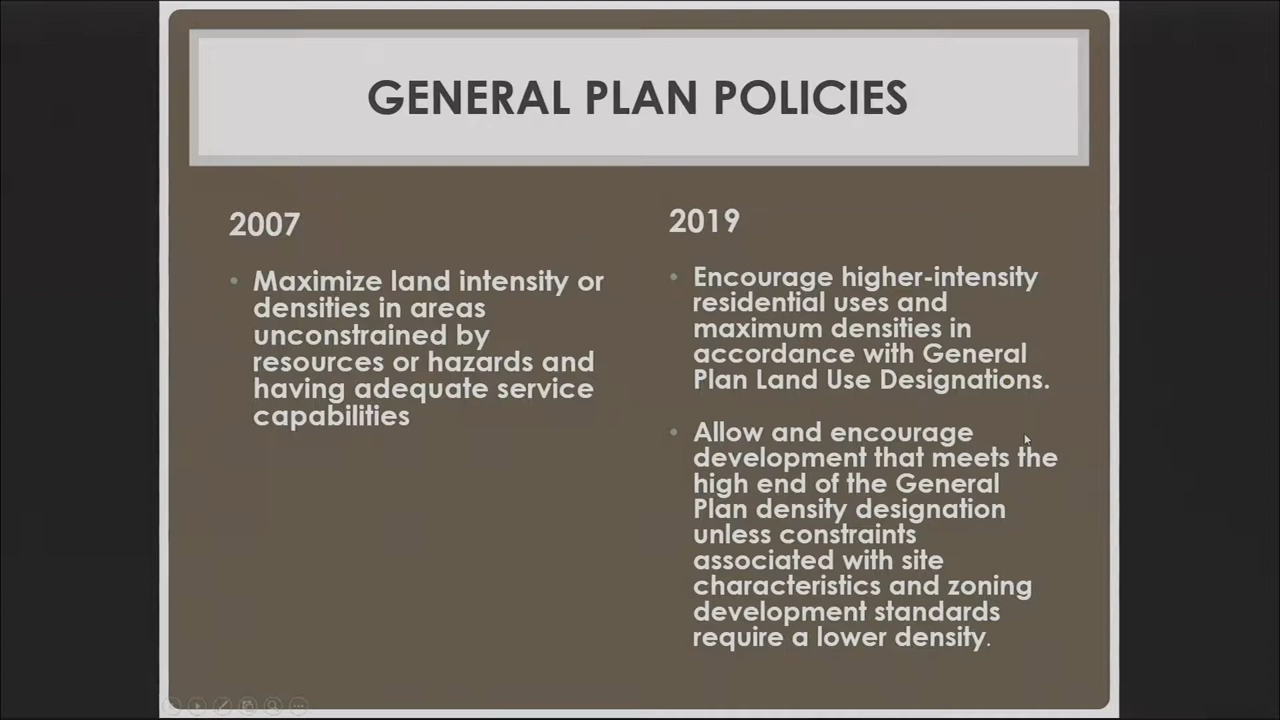 GENERAL PLAN POLICIES
2007
• Maximize land intensity or
densities in areas
unconstrained by
resources or hazards and
having adequate service
capabilities
2019
• Encourage higher-intensity
residential uses and
maximum densities in
accordance with General
Plan Land Use Designations.
• Allow and encourage
development that meets the
high end of the General
Plan density designation
unless constraints
associated with site
characteristics and zoning
development standards
require a lower density.